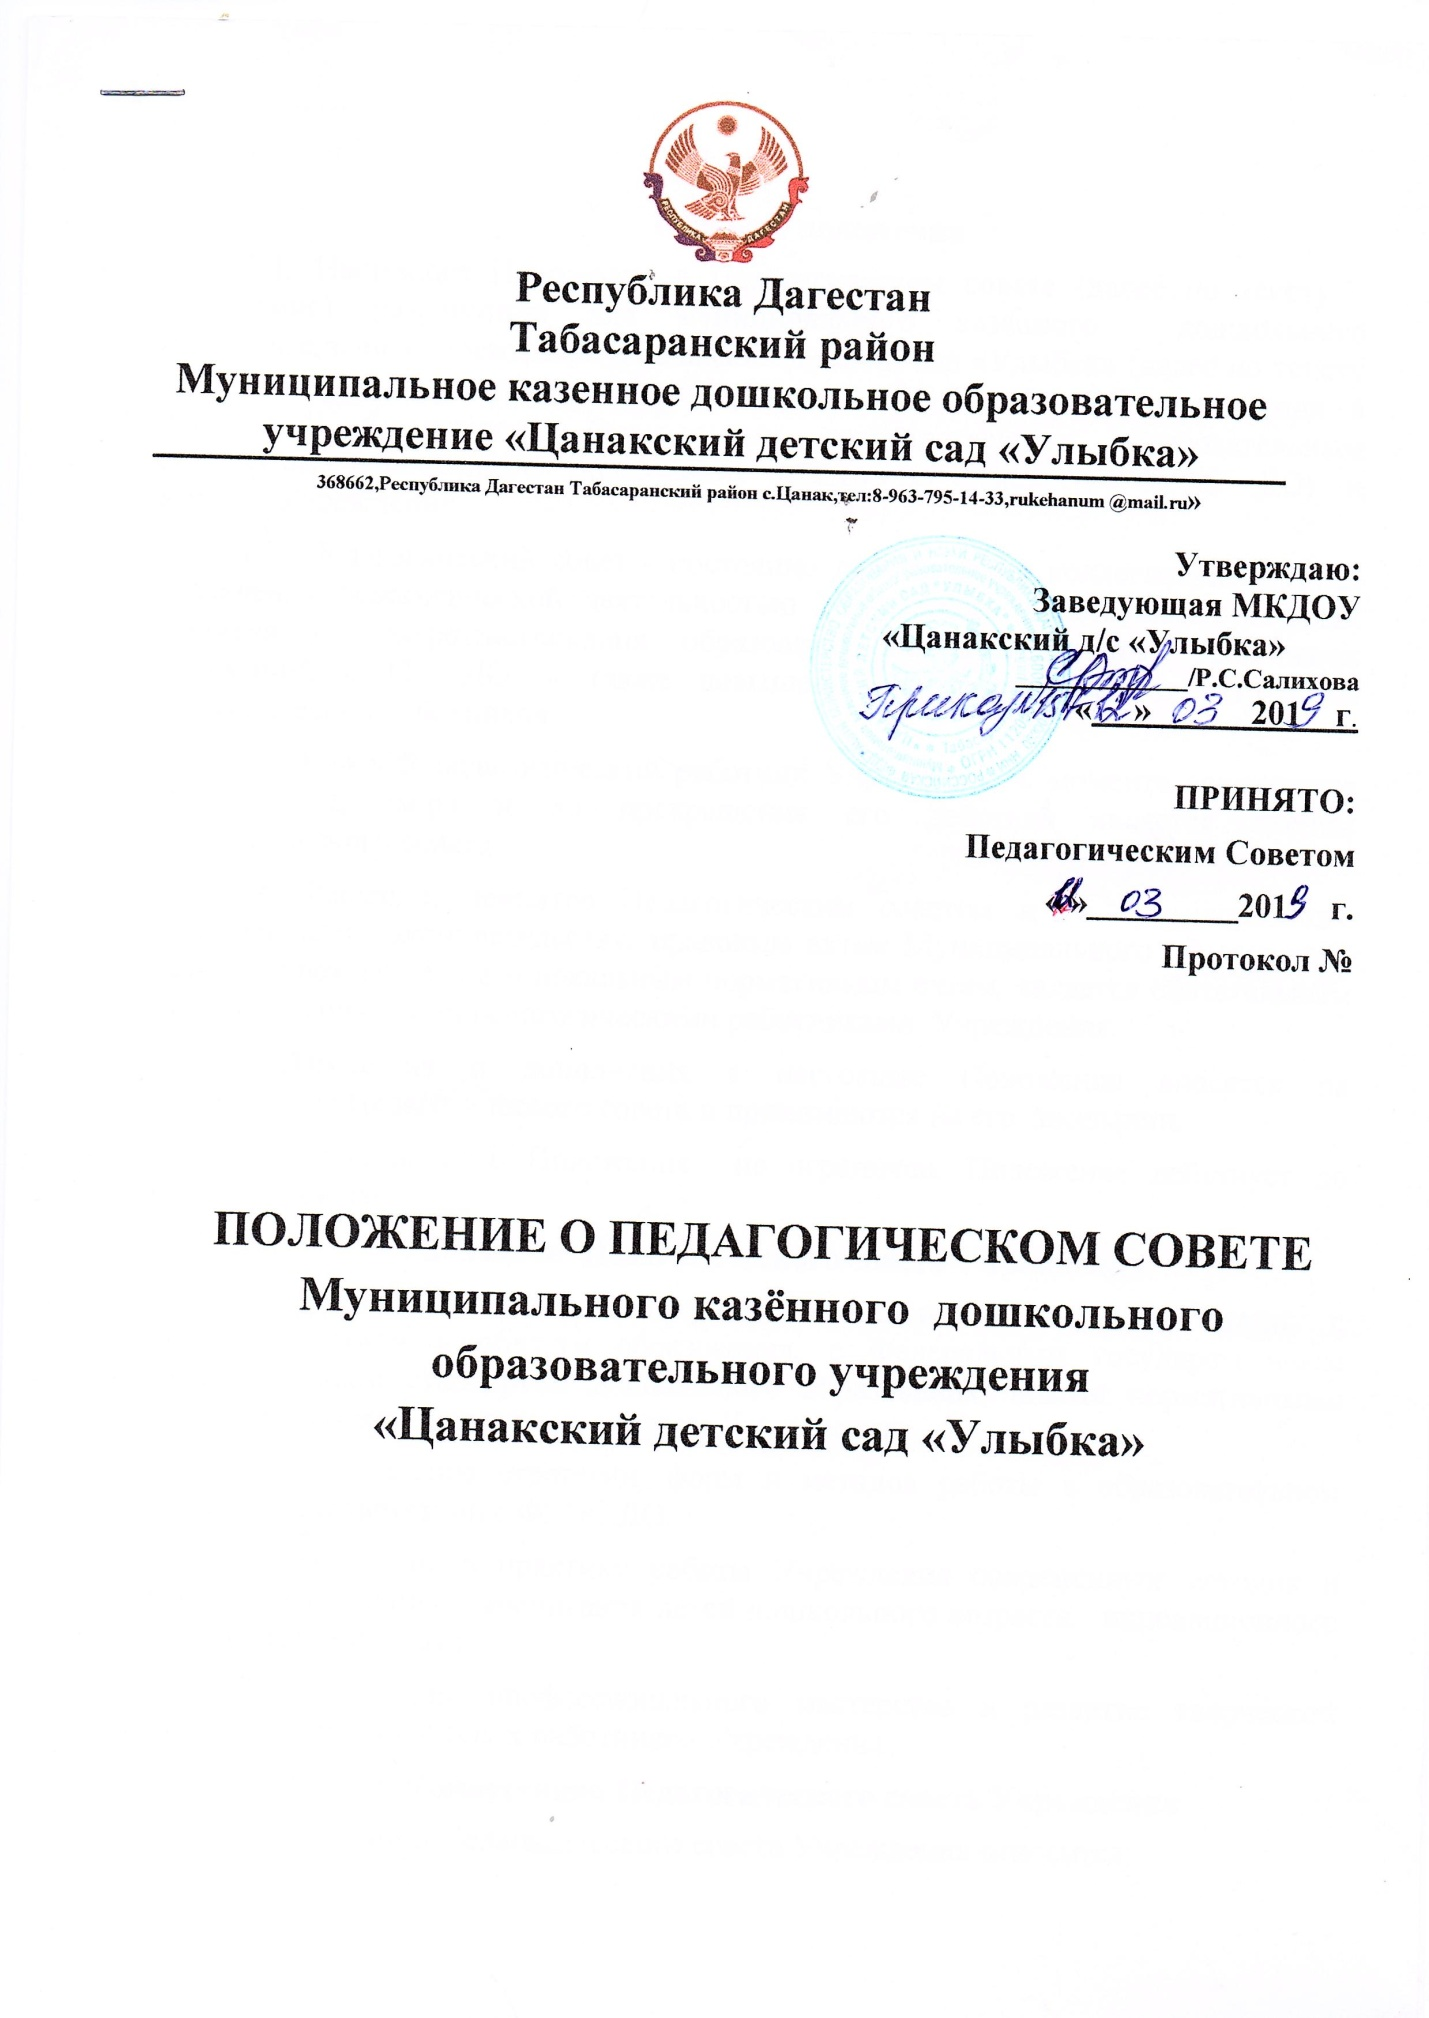 РЕСПУБЛИКА ДАГЕСТАН
Республика Дагестан
Табасаранский район
Муниципальное казенное дошкольное образовательное
учреждение «Цанакский детский сад «Улыбка»
368662,Республика Дагестан Табасаранский район с.Цанак,тел:8-963-795-14-33,rukehanum @mail.ru»
Утверждаю:
Заведующая МКДОУ
«Цанакский д/с «Улыбка»
/Р.С.Салихова
Приказ « » 03 2019 г.
ПРИНЯТО:
Педагогическим Советом
« » 03 2019 г.
Протокол №
ПОЛОЖЕНИЕ О ПЕДАГОГИЧЕСКОМ СОВЕТЕ
Муниципального казённого дошкольного
образовательного учреждения
«Цанакский детский сад «Улыбка»